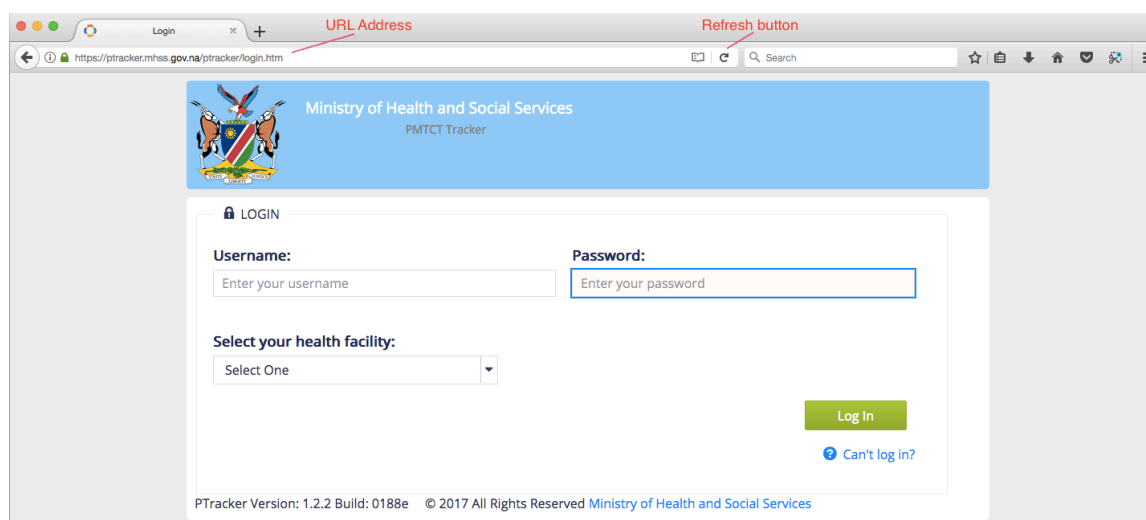 URL Address
Refresh button
Login
https://ptracker.mhss.gov.na/ptracker/login.htm
Search
Ministry of Health and Social Services
PMTCT Tracker
UNITY LIBERTY JUSTICE
LOGIN
Username:
Password:
Enter your username
Enter your password
Select your health facility:
Select One
Log In
Can't log in?
PTracker Version: 1.2.2 Build: 0188e © 2017 All Rights Reserved Ministry of Health and Social Services